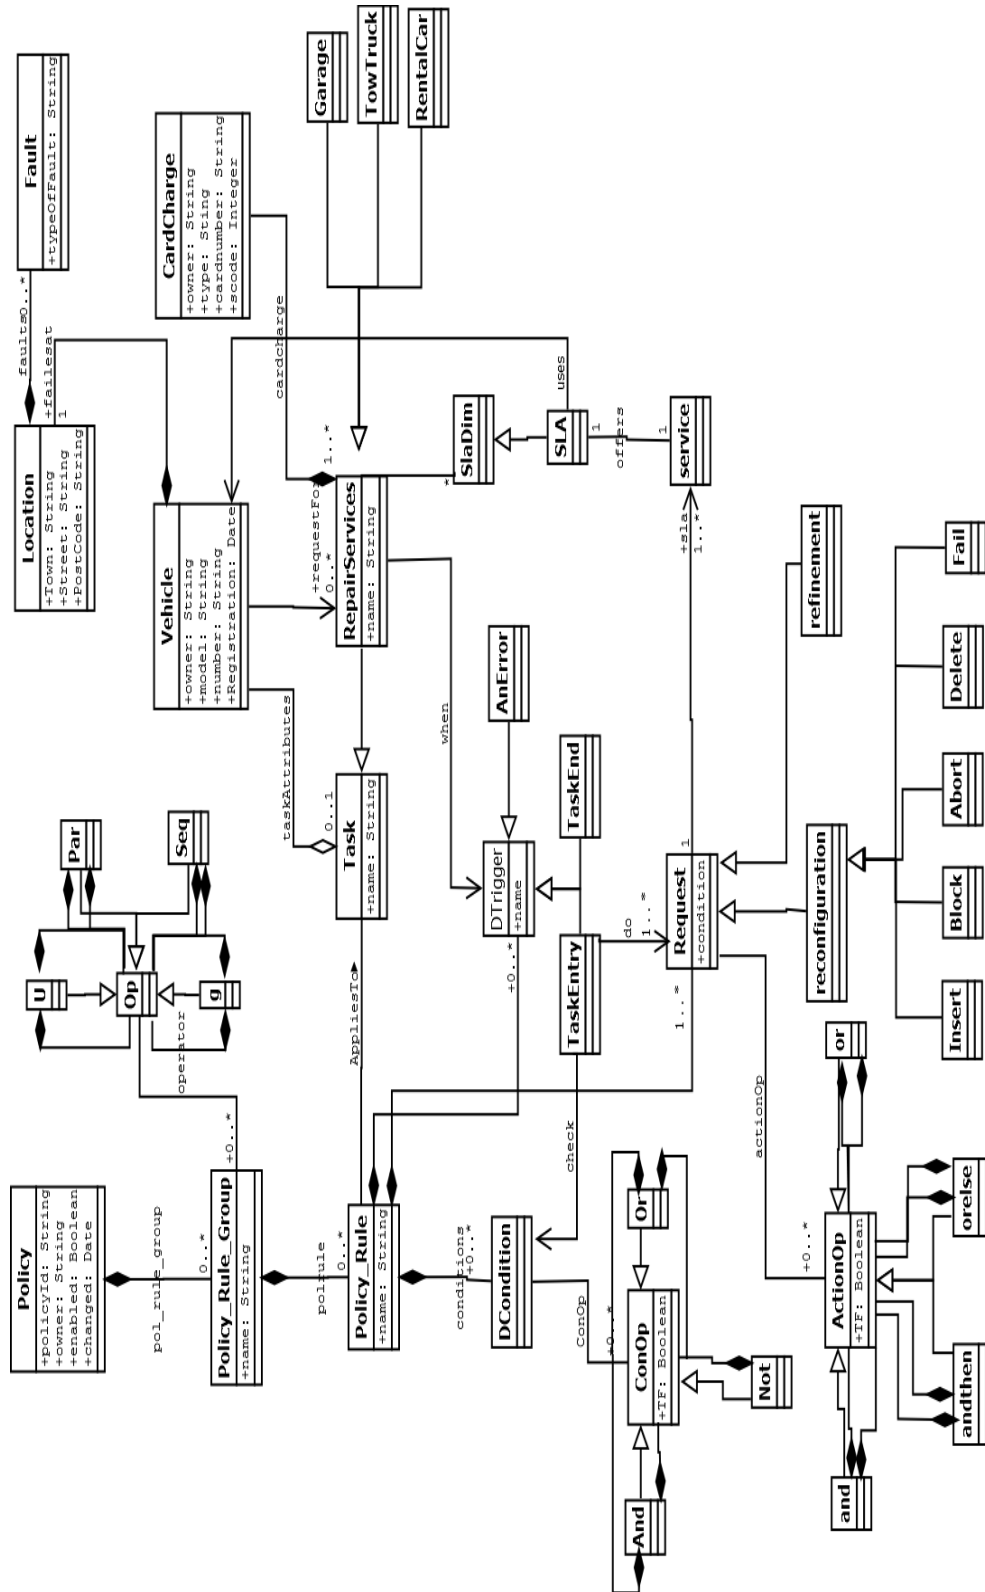 Policy
+policyId: String
+owner: String
+enabled: Boolean
+changed: Date
pol_rule_group
0..*
Policy_Rule_Group
+name: String
+0..*
operator
polrule
0..*
Policy_Rule
+name: String
AppliesTo
conditions
+0..*
DCondition
check
ConOp
+0..*
ConOp
+TF: Boolean
Or
And
Not
U
Op
g
Par
Seq
Location
+Town: String
+Street: String
+PostCode: String
faults0..*
Fault
+typeOfFault: String
+failesat
1
Vehicle
+owner: String
+model: String
+number: String
+Registration: Date
taskAttributes
0..1
Task
+name: String
+requestFor
0..*
RepairServices
+name: String
1..*
cardcharge
CardCharge
+owner: String
+type: Sting
+cardnumber: String
+scode: Integer
Garage
TowTruck
RentalCar
when
*
SlaDim
SLA
uses
1
offers
1
service
+sla
1..*
AnError
DTrigger
+name
+0..*
TaskEnd
TaskEntry
do
1..*
Request
+condition
1
1..*
actionOp
+0..*
ActionOp
+TF: Boolean
or
and
orelse
andthen
refinement
reconfiguration
Insert
Block
Abort
Delete
Fail